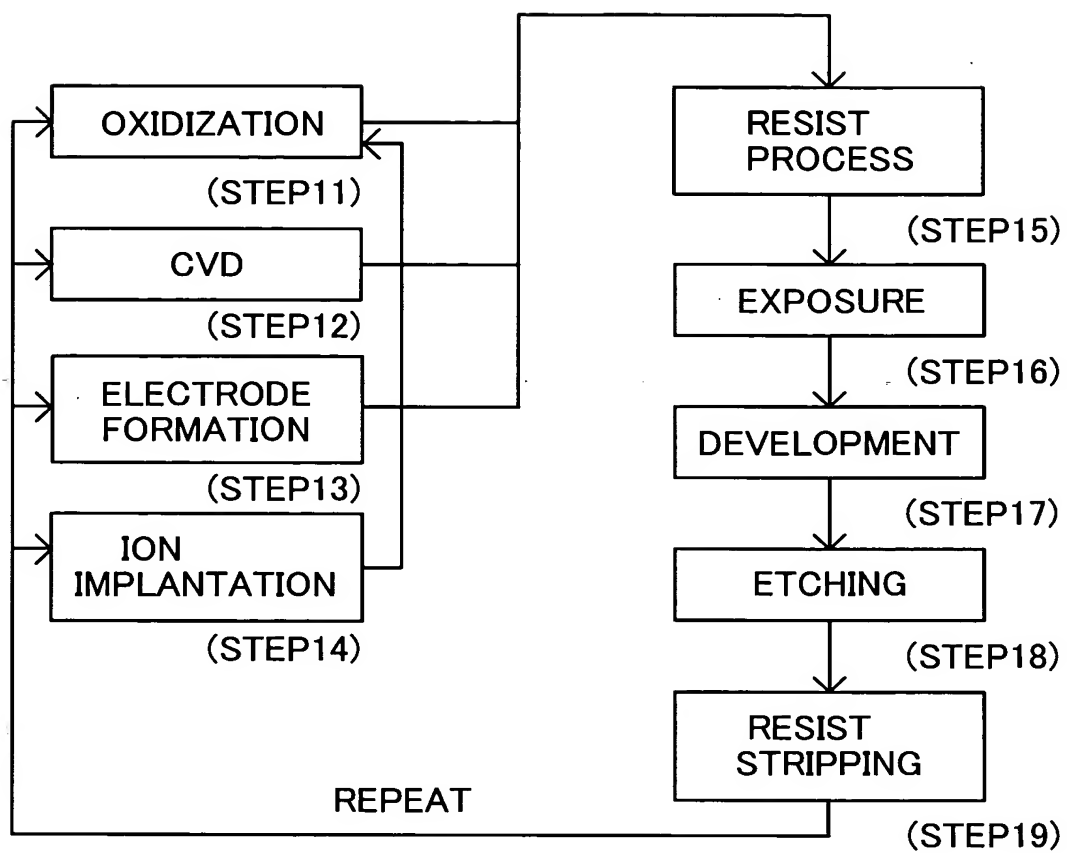 OXIDIZATION
(STEP11)
CVD
(STEP12)
ELECTRODE
FORMATION
(STEP13)
ION
IMPLANTATION
(STEP14)
RESIST
PROCESS
(STEP15)
EXPOSURE
(STEP16)
DEVELOPMENT
(STEP17)
ETCHING
(STEP18)
RESIST
STRIPPING
(STEP19)
REPEAT